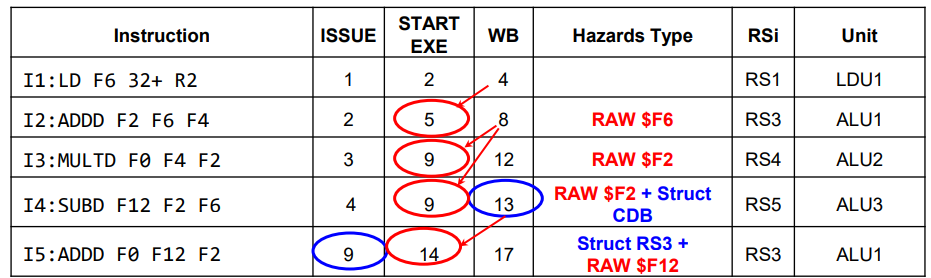 Instruction ISSUE START EXE WB Hazards Type RSi Unit
I1:LD F6 32+ R2 1 2 4 RS1 LDU1
I2:ADDD F2 F6 F4 2 5 8 RAW $F6 RS3 ALU1
I3:MULTD F0 F4 F2 3 9 12 RAW $F2 RS4 ALU2
I4:SUBD F12 F2 F6 4 9 13 RAW $F2 + Struct CDB RS5 ALU3
I5:ADDD F0 F12 F2 9 14 17 Struct RS3 + RAW $F12 RS3 ALU1